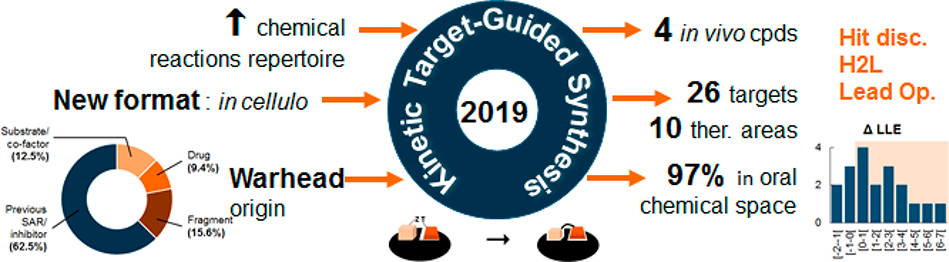 ↑ chemical
reactions repertoire
New format : in cellulo
Substrate/
co-factor
(12.5%)
Drug
(9.4%)
Previous
SAR/
inhibitor
(62.5%)
Fragment
(15.6%)
Warhead
origin
Kinetic Target-Guided Synthesis
2019
→
4 in vivo cpds
26 targets
10 ther. areas
97% in oral
chemical space
Hit disc.
H2L
Lead Op.
Δ LLE
4
2
0
[-2--1]
[-1-0]
[0-1[
[1-2[
[2-3[
[3-4[
[4-5[
[5-6[
[6-7[